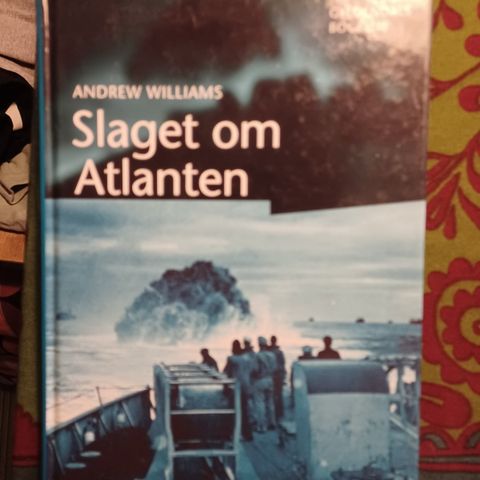 ANDREW WILLIAMS
Slaget om
Atlanten